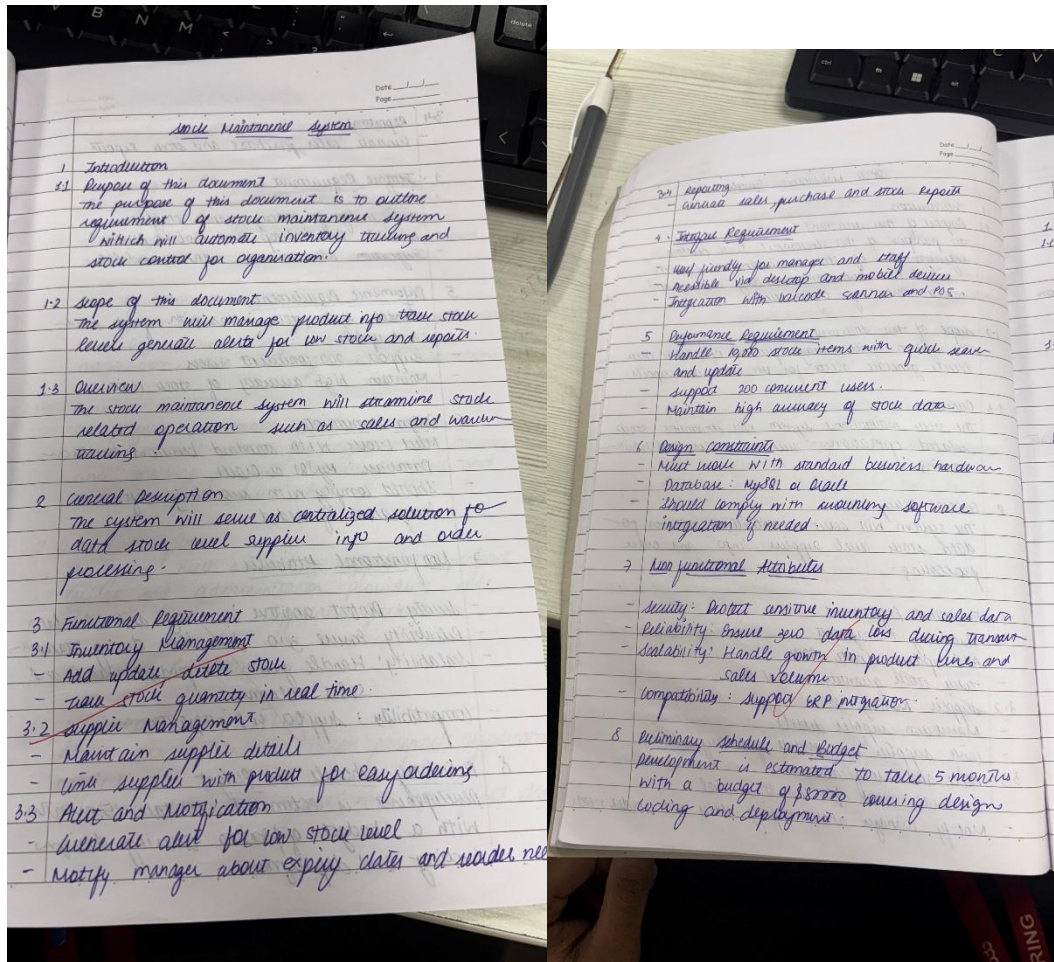 Date
Page
Stock Maintanence System
1 Introduction
1.1 Purpose of this document
The purpose of this document is to outline
requirement of stock maintanence system
which will automate inventory tracking and
stock control for organisation.
1.2 Scope of this document
The system will manage product info track stock
levels generate alerts for low stock and reports.
1.3 Overview
The stock maintanence system will streamline stock
related operation such as sales and
tracking.
2 General Description
The system will serve as centralized solution fo
data stock level supplier info and order
processing.
3 Functional Requirement
3.1 Inventory Management
- Add update delete stock
- Track stock quantity in real time.
3.2 Supplier Management
- Maintain supplier details
- Link supplier with product for easy ordering
3.3 Alert and Notification
- Generate alert for low stock level
- Notify manager about expiry dates and reorder nee
Date
Page
3.4 Reporting
- Generate sales, purchase and stock reports
4. Requirement
- User friendly for manager and staff
- Accessible via desktop and mobile devices
- Integration with barcode scanner and POS.
5 Performance Requirement
- Handle 10,000 stock items with quick search
and update
- Support 200 concurrent users.
- Maintain high accuracy of stock data
6 Design Constraints
- Must work with standard business hardware
- Database: MySQL or Oracle
- Should comply with accounting software
integration if needed.
7 Non functional Attributes
- Security: Protect sensitive inventory and sales data
- Reliability: Ensure zero data loss during
- Scalability: Handle growth in product lines and
sales volume
- Compatibility: Support ERP integration.
8 Preliminary Schedule and Budget
Development is estimated to take 5 months
with a budget of $80000 covering design
coding and deployment.